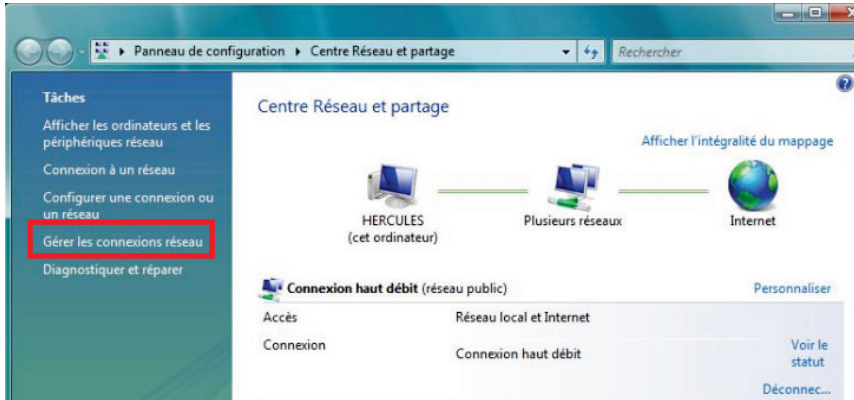 Panneau de configuration ▸ Centre Réseau et partage
Rechercher
Tâches
Afficher les ordinateurs et les
périphériques réseau
Connexion à un réseau
Configurer une connexion ou
un réseau
Gérer les connexions réseau
Diagnostiquer et réparer
Centre Réseau et partage
Afficher l'intégralité du mappage
HERCULES
(cet ordinateur)
Plusieurs réseaux
Internet
Connexion haut débit (réseau public)
Personnaliser
Accès
Réseau local et Internet
Connexion
Connexion haut débit
Voir le
statut
Déconnec...